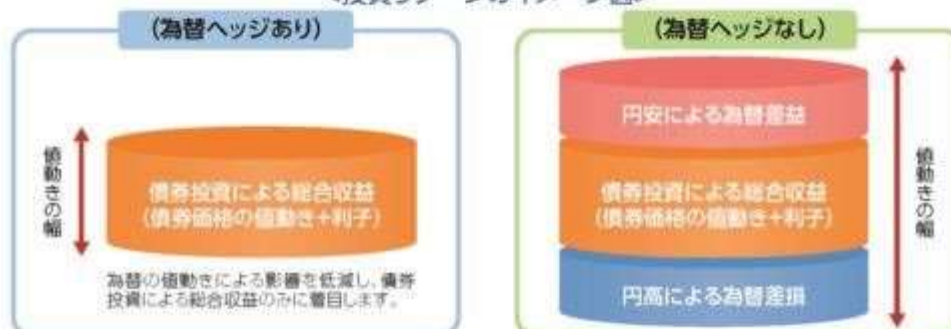 (為替ヘッジあり)
値動きの幅
債券投資による総合収益
(債券価格の値動き+利子)
為替の値動きによる影響を低減し、債券
投資による総合収益のみに着目します。
(為替ヘッジなし)
円安による為替差益
債券投資による総合収益
(債券価格の値動き+利子)
円高による為替差損
値動きの幅